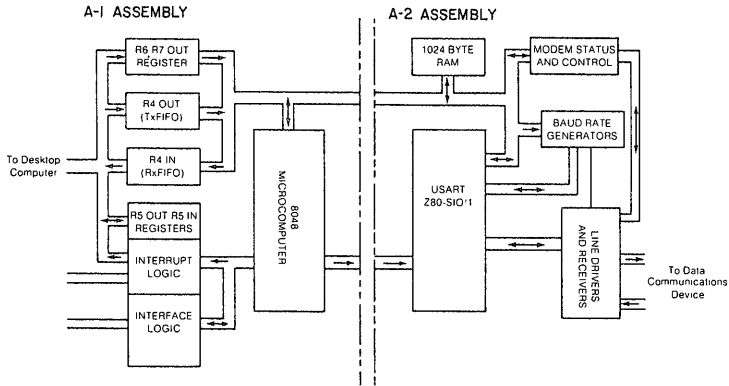 A-1 ASSEMBLY
A-2 ASSEMBLY
R6 R7 OUT
REGISTER
R4 OUT
(TxFIFO)
R4 IN
(RxFIFO)
To Desktop
Computer
R5 OUT R5 IN
REGISTERS
INTERRUPT
LOGIC
INTERFACE
LOGIC
8048
MICROCOMPUTER
1024 BYTE
RAM
MODEM STATUS
AND CONTROL
BAUD RATE
GENERATORS
USART
Z80-SIO/1
LINE DRIVERS
AND RECEIVERS
To Data
Communications
Device